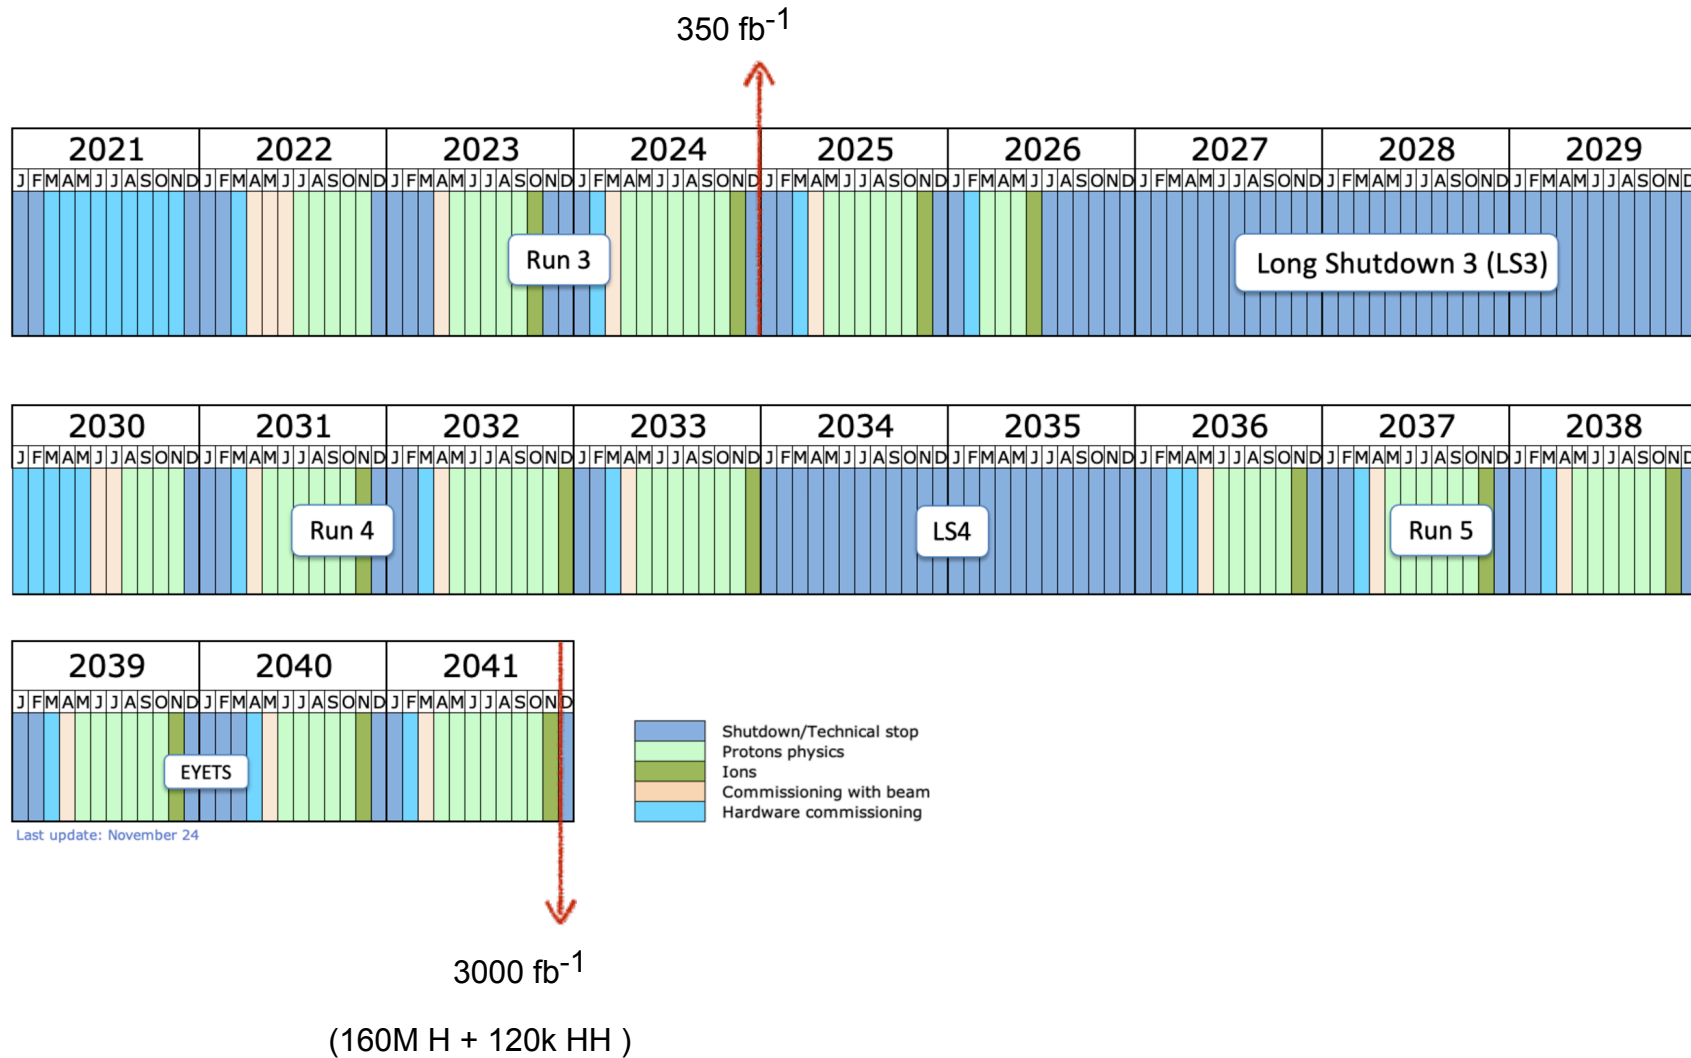 350 fb-1
2021 2022 2023 2024 2025 2026 2027 2028 2029
J F M A M J J A S O N D J F M A M J J A S O N D J F M A M J J A S O N D J F M A M J J A S O N D J F M A M J J A S O N D J F M A M J J A S O N D J F M A M J J A S O N D J F M A M J J A S O N D J F M A M J J A S O N D
Run 3 Long Shutdown 3 (LS3)
2030 2031 2032 2033 2034 2035 2036 2037 2038
J F M A M J J A S O N D J F M A M J J A S O N D J F M A M J J A S O N D J F M A M J J A S O N D J F M A M J J A S O N D J F M A M J J A S O N D J F M A M J J A S O N D J F M A M J J A S O N D J F M A M J J A S O N D
Run 4 LS4 Run 5
2039 2040 2041
J F M A M J J A S O N D J F M A M J J A S O N D J F M A M J J A S O N D
EYETS
Shutdown/Technical stop
Protons physics
Ions
Commissioning with beam
Hardware commissioning
Last update: November 24
3000 fb-1
(160M H + 120k HH )